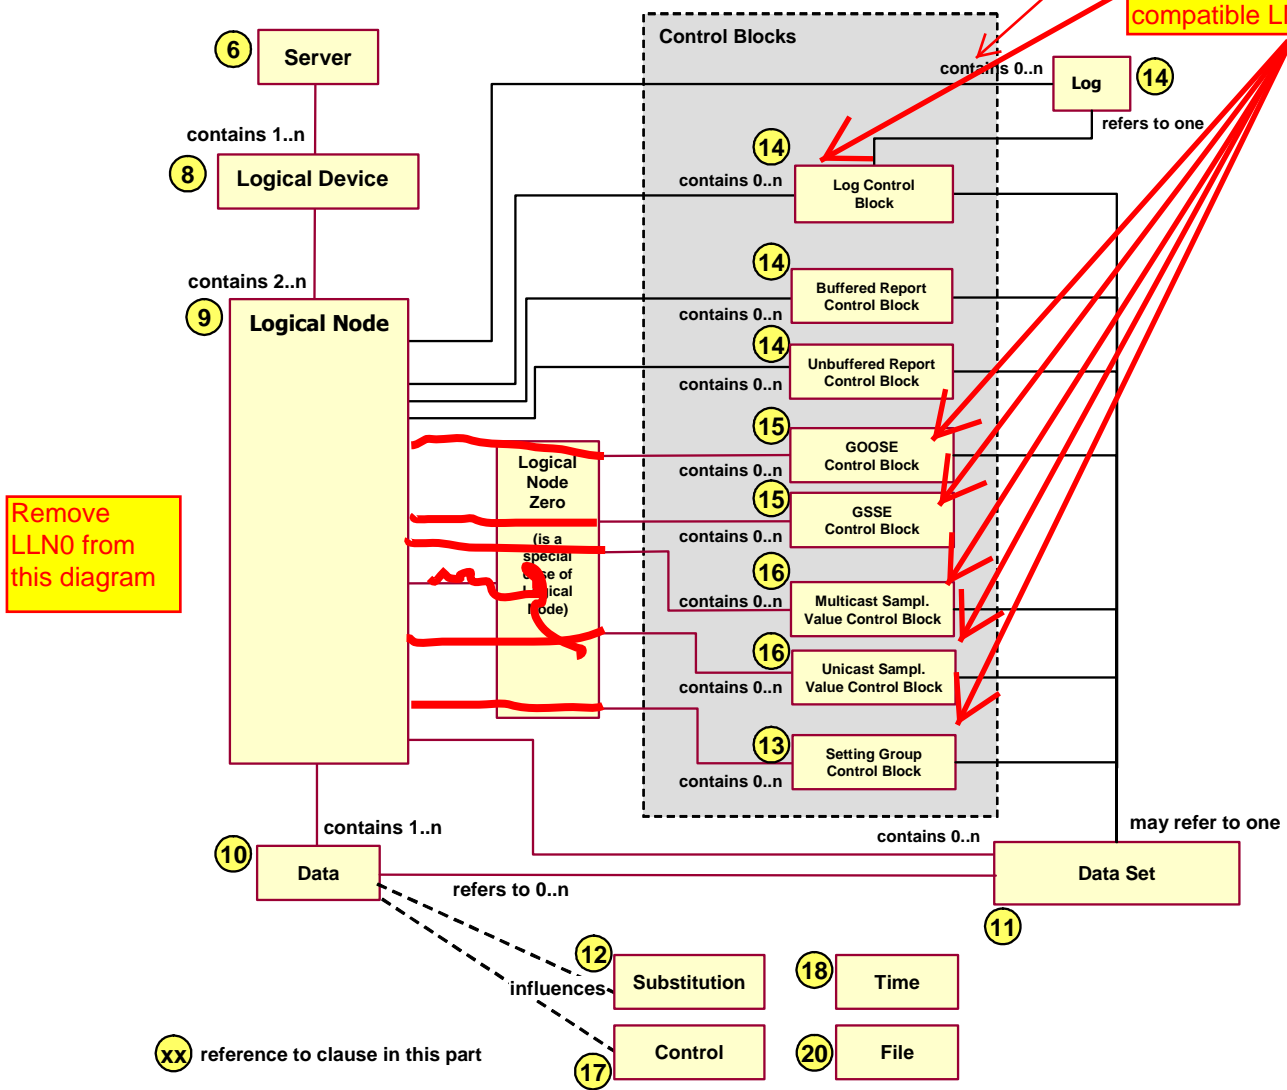 compatible LL
Control Blocks
6
Server
contains 0..n
Log
14
refers to one
contains 1..n
14
8
Logical Device
contains 0..n
Log Control
Block
contains 2..n
14
Buffered Report
Control Block
contains 0..n
9
Logical Node
14
Unbuffered Report
Control Block
contains 0..n
15
GOOSE
Control Block
contains 0..n
Logical
Node
Zero
(is a
special
case of
Logical
Node)
15
GSSE
Control Block
contains 0..n
Remove
LLN0 from
this diagram
16
Multicast Sampl.
Value Control Block
contains 0..n
16
Unicast Sampl.
Value Control Block
contains 0..n
13
Setting Group
Control Block
contains 0..n
contains 1..n
contains 0..n
may refer to one
10
Data
refers to 0..n
Data Set
11
12
Substitution
18
Time
influences
17
Control
20
File
xx reference to clause in this part